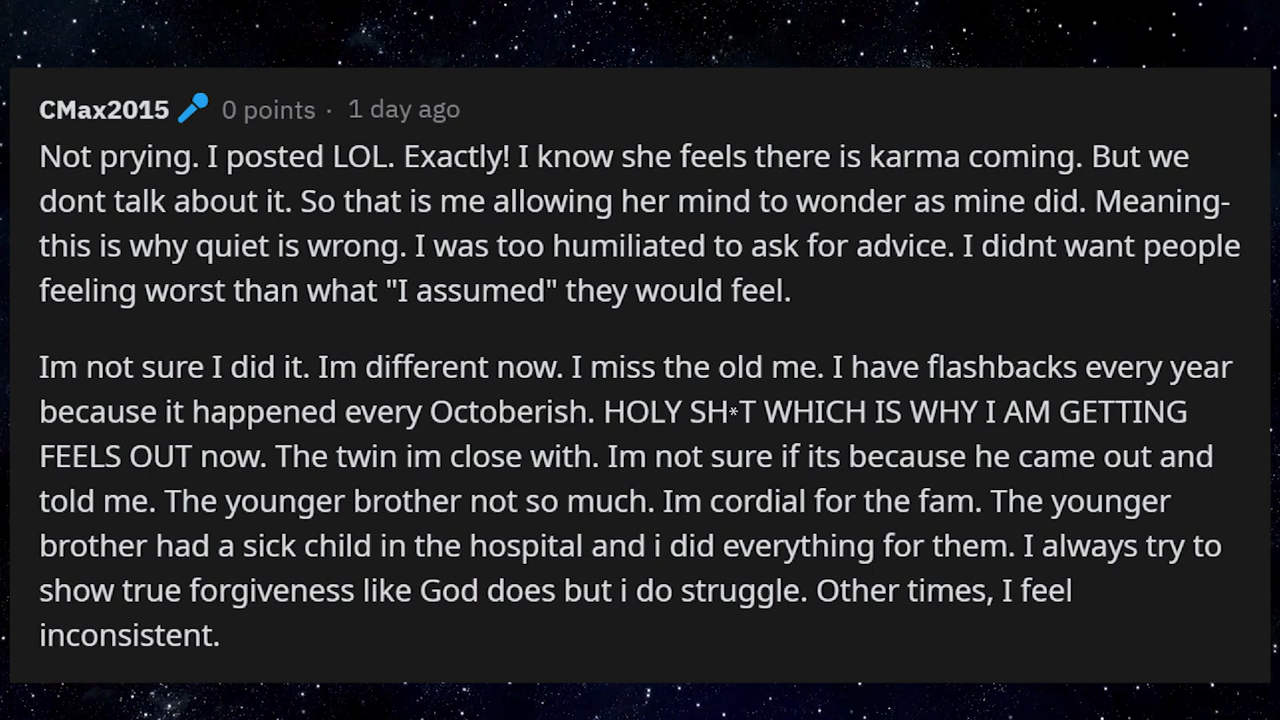 CMax2015 🎤 0 points · 1 day ago
Not prying. I posted LOL. Exactly! I know she feels there is karma coming. But we
dont talk about it. So that is me allowing her mind to wonder as mine did. Meaning-
this is why quiet is wrong. I was too humiliated to ask for advice. I didnt want people
feeling worst than what "I assumed" they would feel.
Im not sure I did it. Im different now. I miss the old me. I have flashbacks every year
because it happened every Octoberish. HOLY SH*T WHICH IS WHY I AM GETTING
FEELS OUT now. The twin im close with. Im not sure if its because he came out and
told me. The younger brother not so much. Im cordial for the fam. The younger
brother had a sick child in the hospital and i did everything for them. I always try to
show true forgiveness like God does but i do struggle. Other times, I feel
inconsistent.